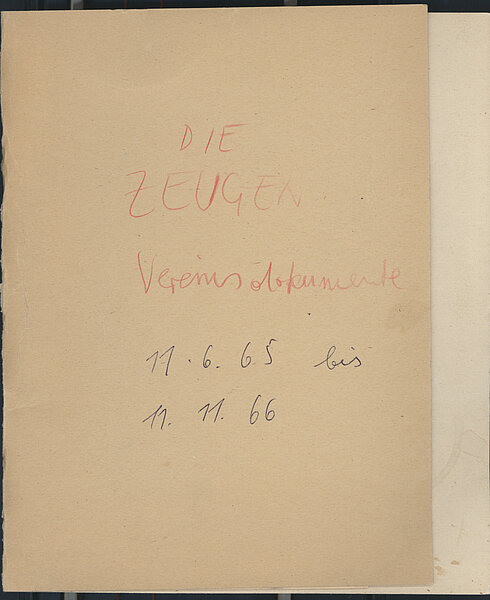 DIE
ZEUGEN
Vereinsdokumente
11. 6. 65 bis
11. 11. 66